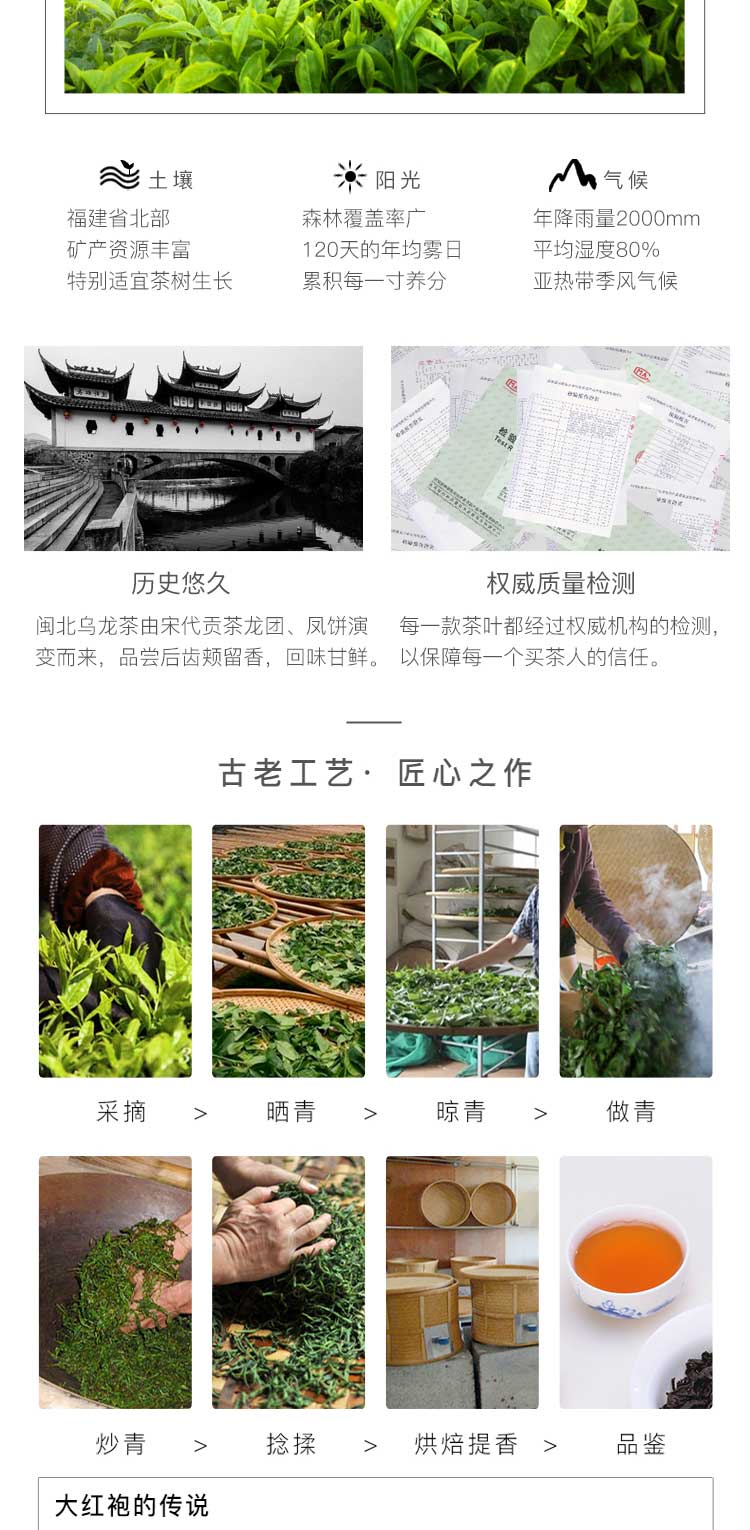 土壤
福建省北部
矿产资源丰富
特别适宜茶树生长
阳光
森林覆盖率广
120天的年均雾日
累积每一寸养分
气候
年降雨量2000mm
平均湿度80%
亚热带季风气候
检验报告
历史悠久
闽北乌龙茶由宋代贡茶龙团、凤饼演
变而来，品尝后齿颊留香，回味甘鲜。
权威质量检测
每一款茶叶都经过权威机构的检测，
以保障每一个买茶人的信任。
古老工艺· 匠心之作
采摘 > 晒青 > 晾青 > 做青
炒青 > 捻揉 > 烘焙提香 > 品鉴
大红袍的传说